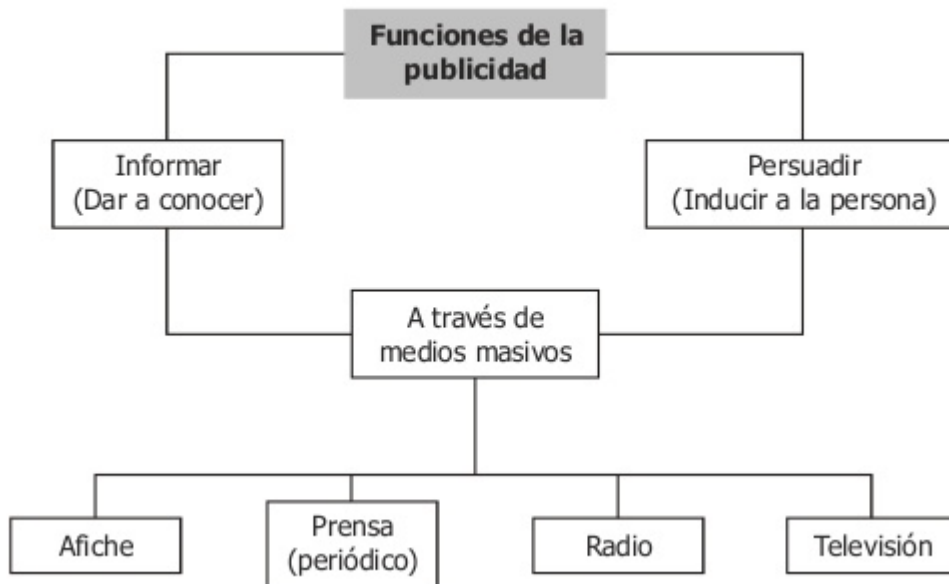 Funciones de la
publicidad
Informar
(Dar a conocer)
Persuadir
(Inducir a la persona)
A través de
medios masivos
Afiche
Prensa
(periódico)
Radio
Televisión